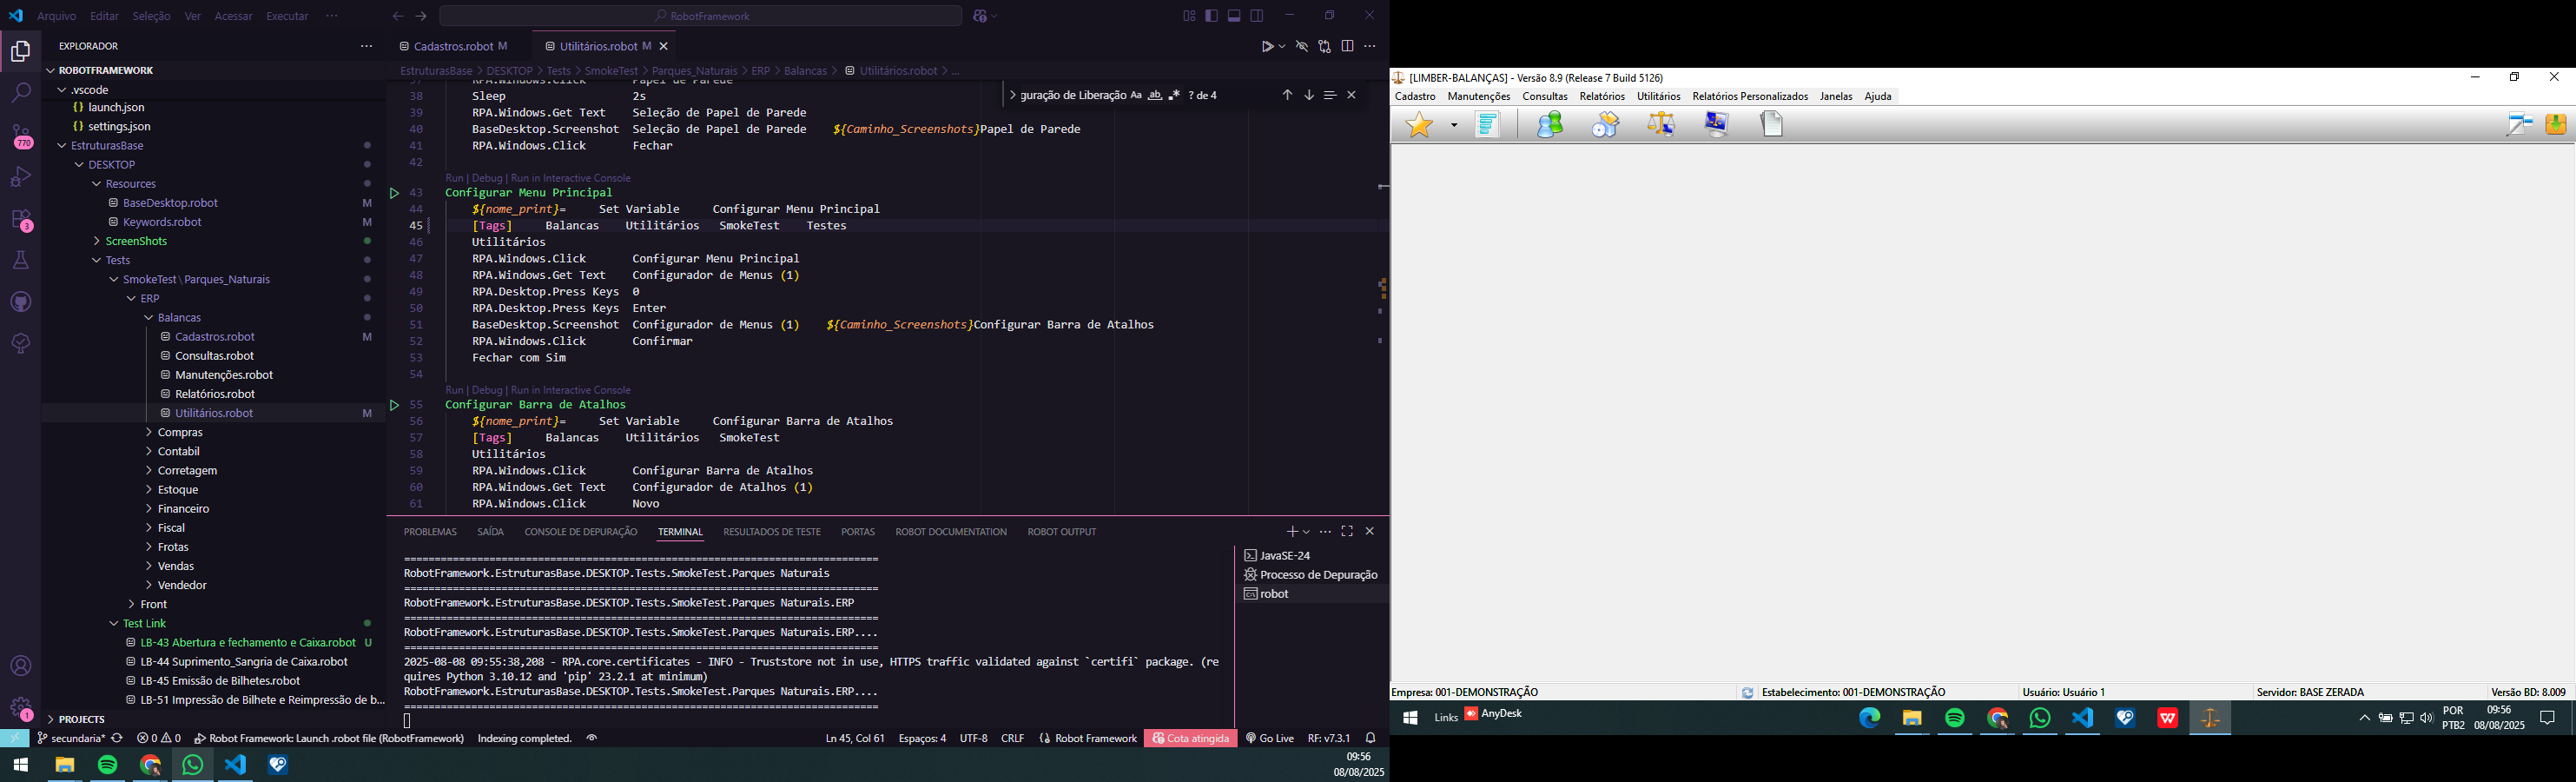 Arquivo Editar Seleção Ver Acessar Executar ···
RobotFramework
EXPLORADOR
ROBOTFRAMEWORK
.vscode
launch.json
settings.json
EstruturasBase
DESKTOP
Resources
BaseDesktop.robot M
Keywords.robot M
ScreenShots
Tests
SmokeTest\Parques_Naturais
ERP
Balancas
Cadastros.robot M
Consultas.robot
Manutenções.robot
Relatórios.robot
Utilitários.robot M
Compras
Contabil
Corretagem
Estoque
Financeiro
Fiscal
Frotas
Vendas
Vendedor
Front
Test Link
LB-43 Abertura e fechamento e Caixa.robot U
LB-44 Suprimento_Sangria de Caixa.robot
LB-45 Emissão de Bilhetes.robot
LB-51 Impressão de Bilhete e Reimpressão de b...
PROJECTS
770
3
1
Cadastros.robot M
Utilitários.robot M
EstruturasBase > DESKTOP > Tests > SmokeTest > Parques_Naturais > ERP > Balancas > Utilitários.robot > ...
guração de Liberação Aa ab ? de 4
37 RPA.Windows.Click Papel de Parede
38 Sleep 2s
39 RPA.Windows.Get Text Seleção de Papel de Parede
40 BaseDesktop.Screenshot Seleção de Papel de Parede ${Caminho_Screenshots}Papel de Parede
41 RPA.Windows.Click Fechar
42
Run | Debug | Run in Interactive Console
43 Configurar Menu Principal
44 ${nome_print}= Set Variable Configurar Menu Principal
45 [Tags] Balancas Utilitários SmokeTest Testes
46 Utilitários
47 RPA.Windows.Click Configurar Menu Principal
48 RPA.Windows.Get Text Configurador de Menus (1)
49 RPA.Desktop.Press Keys 0
50 RPA.Desktop.Press Keys Enter
51 BaseDesktop.Screenshot Configurador de Menus (1) ${Caminho_Screenshots}Configurar Barra de Atalhos
52 RPA.Windows.Click Confirmar
53 Fechar com Sim
54
Run | Debug | Run in Interactive Console
55 Configurar Barra de Atalhos
56 ${nome_print}= Set Variable Configurar Barra de Atalhos
57 [Tags] Balancas Utilitários SmokeTest
58 Utilitários
59 RPA.Windows.Click Configurar Barra de Atalhos
60 RPA.Windows.Get Text Configurador de Atalhos (1)
61 RPA.Windows.Click Novo
PROBLEMAS SAÍDA CONSOLE DE DEPURAÇÃO TERMINAL RESULTADOS DE TESTE PORTAS ROBOT DOCUMENTATION ROBOT OUTPUT
==============================================================================
RobotFramework.EstruturasBase.DESKTOP.Tests.SmokeTest.Parques Naturais
==============================================================================
RobotFramework.EstruturasBase.DESKTOP.Tests.SmokeTest.Parques Naturais.ERP
==============================================================================
RobotFramework.EstruturasBase.DESKTOP.Tests.SmokeTest.Parques Naturais.ERP....
==============================================================================
2025-08-08 09:55:38,208 - RPA.core.certificates - INFO - Truststore not in use, HTTPS traffic validated against `certifi` package. (re
quires Python 3.10.12 and 'pip' 23.2.1 at minimum)
RobotFramework.EstruturasBase.DESKTOP.Tests.SmokeTest.Parques Naturais.ERP....
==============================================================================
JavaSE-24
Processo de Depuração
robot
secundaria* 0 0 Robot Framework: Launch .robot file (RobotFramework) Indexing completed. Ln 45, Col 61 Espaços: 4 UTF-8 CRLF Robot Framework Cota atingida Go Live RF: v7.3.1
09:56
08/08/2025
[LIMBER-BALANÇAS] - Versão 8.9 (Release 7 Build 5126)
Cadastro Manutenções Consultas Relatórios Utilitários Relatórios Personalizados Janelas Ajuda
Empresa: 001-DEMONSTRAÇÃO Estabelecimento: 001-DEMONSTRAÇÃO Usuário: Usuário 1 Servidor: BASE ZERADA Versão BD: 8.009
Links AnyDesk
POR
PTB2
09:56
08/08/2025